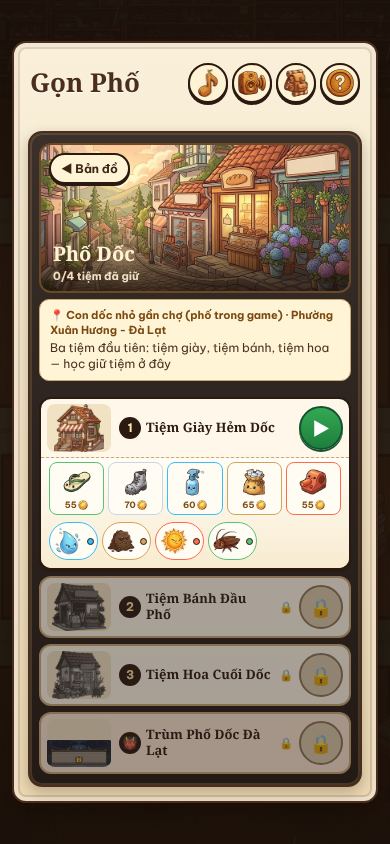 Gọn Phố
?
◀ Bản đồ
Phố Dốc
0/4 tiệm đã giữ
📍 Con dốc nhỏ gần chợ (phố trong game) · Phường
Xuân Hương - Đà Lạt
Ba tiệm đầu tiên: tiệm giày, tiệm bánh, tiệm hoa
— học giữ tiệm ở đây
1 Tiệm Giày Hẻm Dốc
55 70 60 65 55
2 Tiệm Bánh Đầu
Phố
3 Tiệm Hoa Cuối Dốc
Trùm Phố Dốc Đà
Lạt